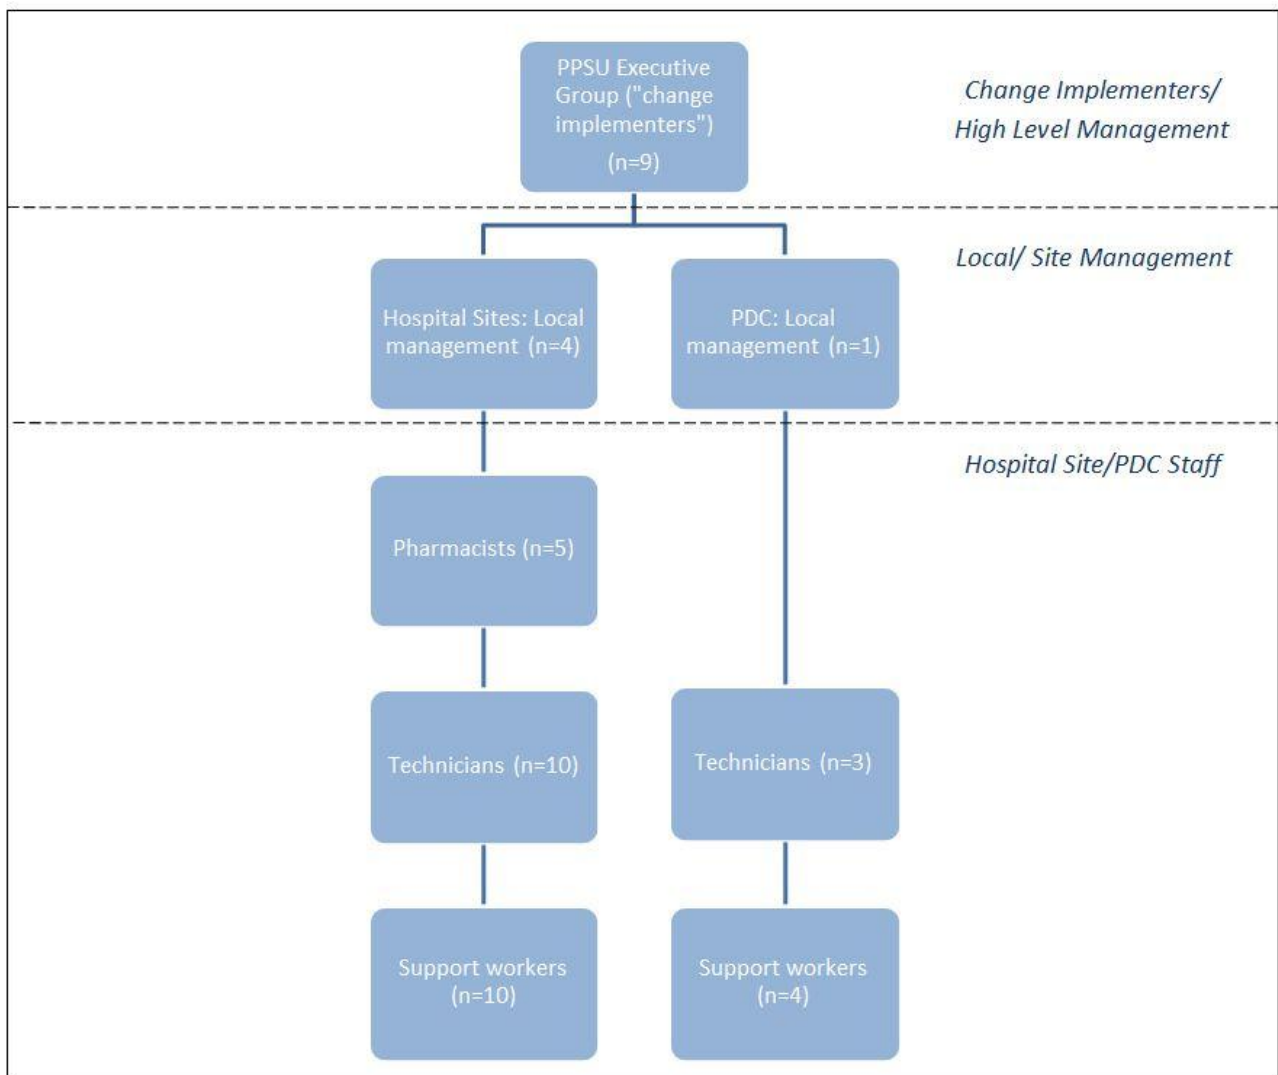 PPSU Executive
Group ("change
implementers")
(n=9)
Change Implementers/
High Level Management
Local/ Site Management
Hospital Sites: Local
management (n=4)
PDC: Local
management (n=1)
Hospital Site/PDC Staff
Pharmacists (n=5)
Technicians (n=10)
Technicians (n=3)
Support workers
(n=10)
Support workers
(n=4)